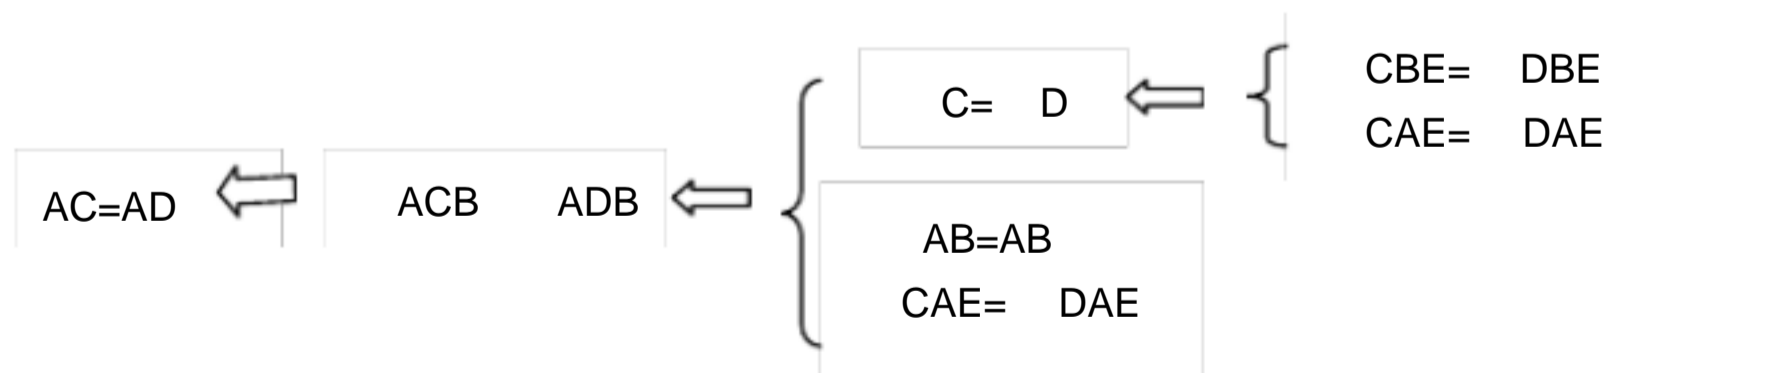 AC=AD
ACB ADB
C= D
AB=AB
CAE= DAE
CBE= DBE
CAE= DAE